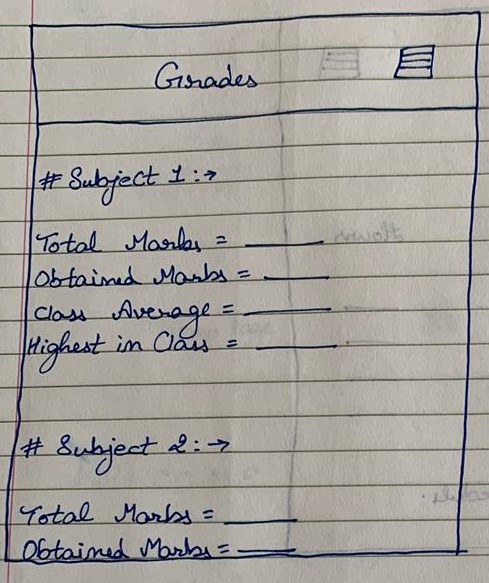 Grades
# Subject 1 :→
Total Marks = ______
Obtained Marks = ______
Class Average = ______
Highest in Class = ______
# Subject 2 :→
Total Marks = ______
Obtained Marks = ______